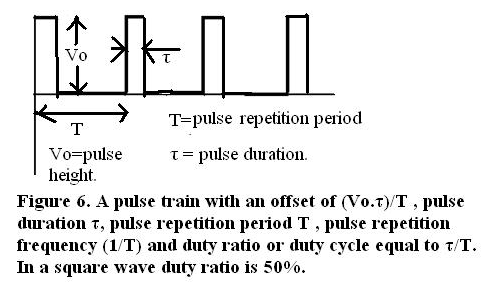 Vo
τ
T
T=pulse repetition period
Vo=pulse
height.
τ = pulse duration.
Figure 6. A pulse train with an offset of (Vo.τ)/T , pulse
duration τ, pulse repetition period T , pulse repetition
frequency (1/T) and duty ratio or duty cycle equal to τ/T.
In a square wave duty ratio is 50%.